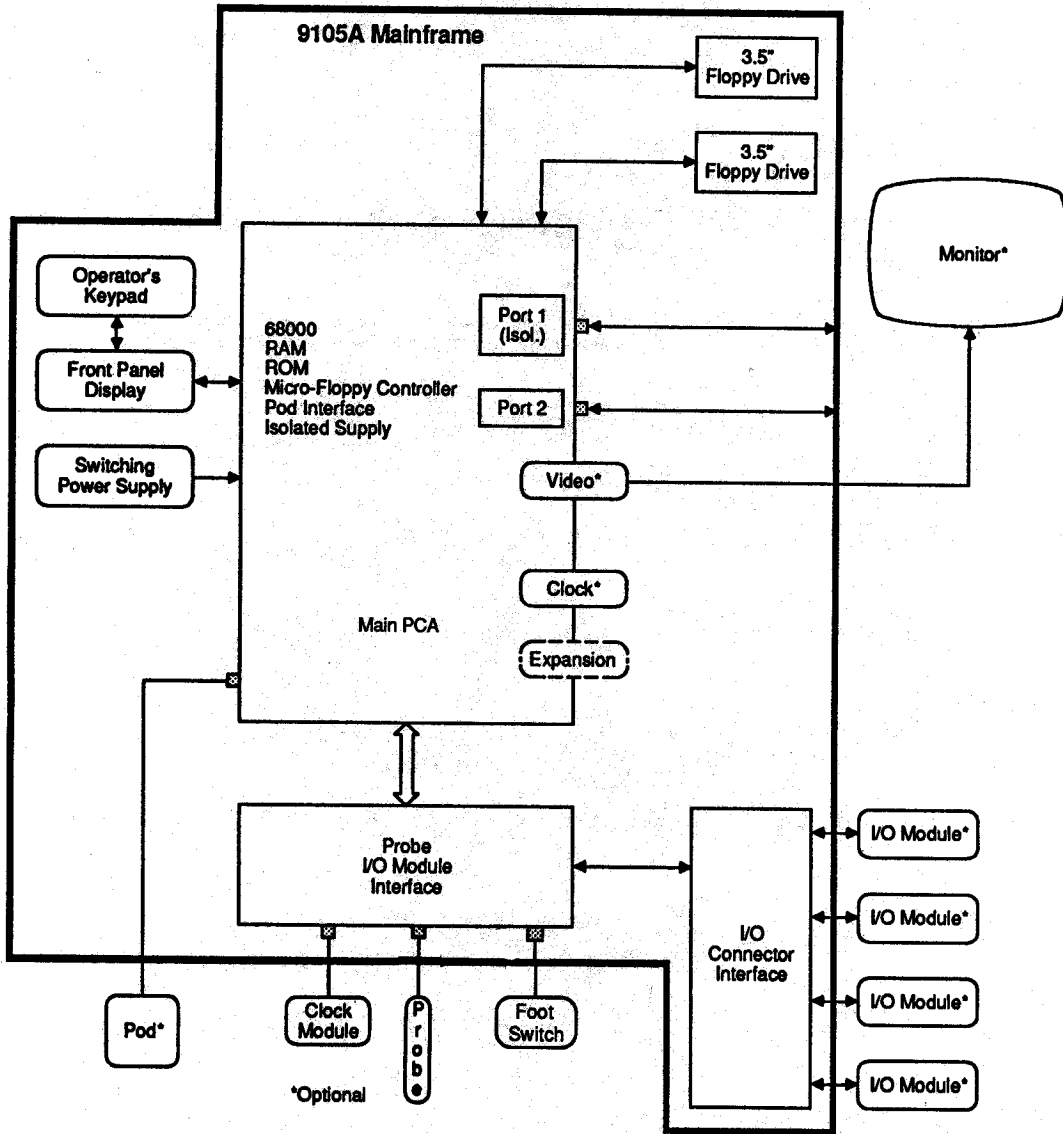 9105A Mainframe
3.5"
Floppy Drive
3.5"
Floppy Drive
Monitor*
Operator's
Keypad
Front Panel
Display
Switching
Power Supply
68000
RAM
ROM
Micro-Floppy Controller
Pod Interface
Isolated Supply
Port 1
(Isol.)
Port 2
Video*
Clock*
Expansion
Main PCA
Probe
I/O Module
Interface
I/O
Connector
Interface
I/O Module*
I/O Module*
I/O Module*
I/O Module*
Pod*
Clock
Module
Probe
Foot
Switch
*Optional